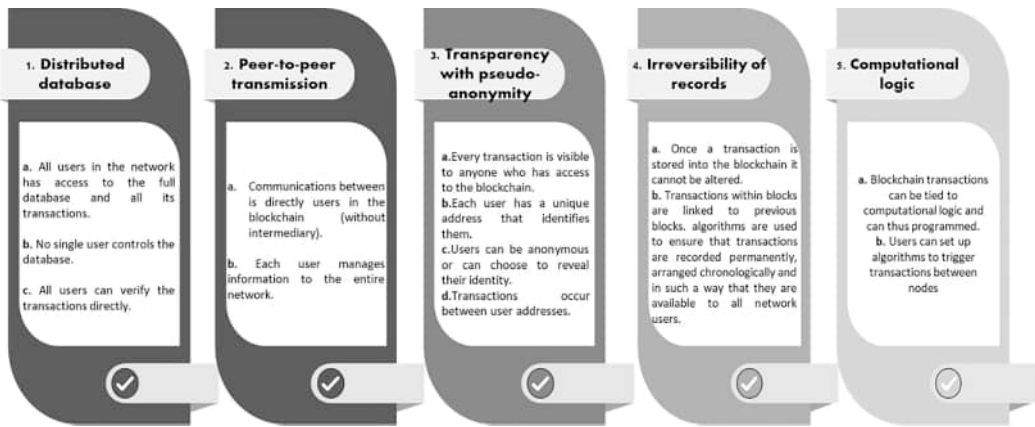 1. Distributed
database
a. All users in the network
has access to the full
database and all its
transactions.
b. No single user controls the
database.
c. All users can verify the
transactions directly.
2. Peer-to-peer
transmission
a. Communications between
is directly users in the
blockchain (without
intermediary).
b. Each user manages
information to the entire
network.
3. Transparency
with pseudo-
anonymity
a.Every transaction is visible
to anyone who has access
to the blockchain.
b.Each user has a unique
address that identifies
them.
c.Users can be anonymous
or can choose to reveal
their identity.
d.Transactions occur
between user addresses.
4. Irreversibility of
records
a. Once a transaction is
stored into the blockchain it
cannot be altered.
b. Transactions within blocks
are linked to previous
blocks. algorithms are used
to ensure that transactions
are recorded permanently,
arranged chronologically and
in such a way that they are
available to all network
users.
5. Computational
logic
a. Blockchain transactions
can be tied to
computational logic and
can thus programmed.
b. Users can set up
algorithms to trigger
transactions between
nodes